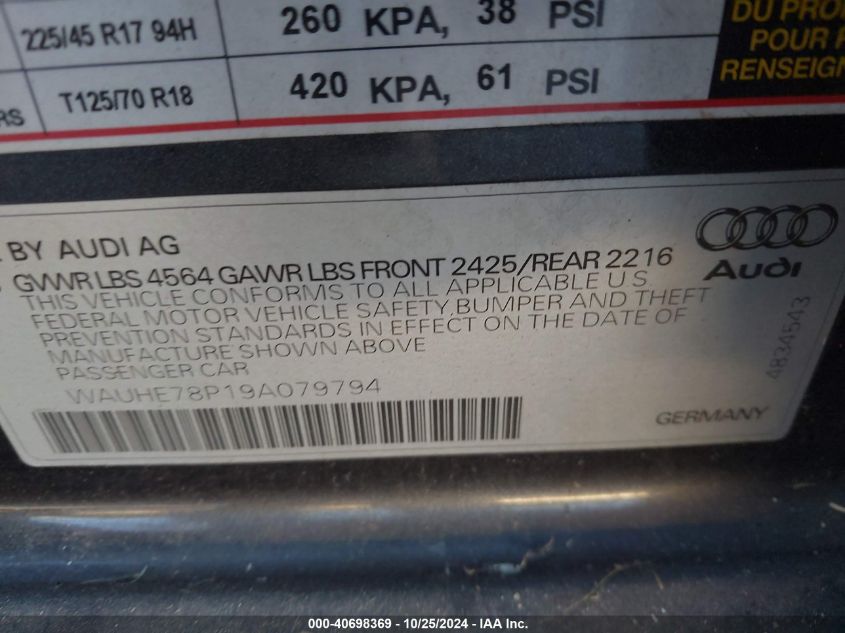 225/45 R17 94H 260 KPA, 38 PSI
T125/70 R18 420 KPA, 61 PSI
RS
DU PRO
POUR
RENSEIGN
BY AUDI AG
GVWR LBS 4564 GAWR LBS FRONT 2425/REAR 2216
THIS VEHICLE CONFORMS TO ALL APPLICABLE U.S.
FEDERAL MOTOR VEHICLE SAFETY, BUMPER AND THEFT
PREVENTION STANDARDS IN EFFECT ON THE DATE OF
MANUFACTURE SHOWN ABOVE
PASSENGER CAR
WAUHE78P19A079794
Audi
4834543
GERMANY
000-40698369 - 10/25/2024 - IAA Inc.